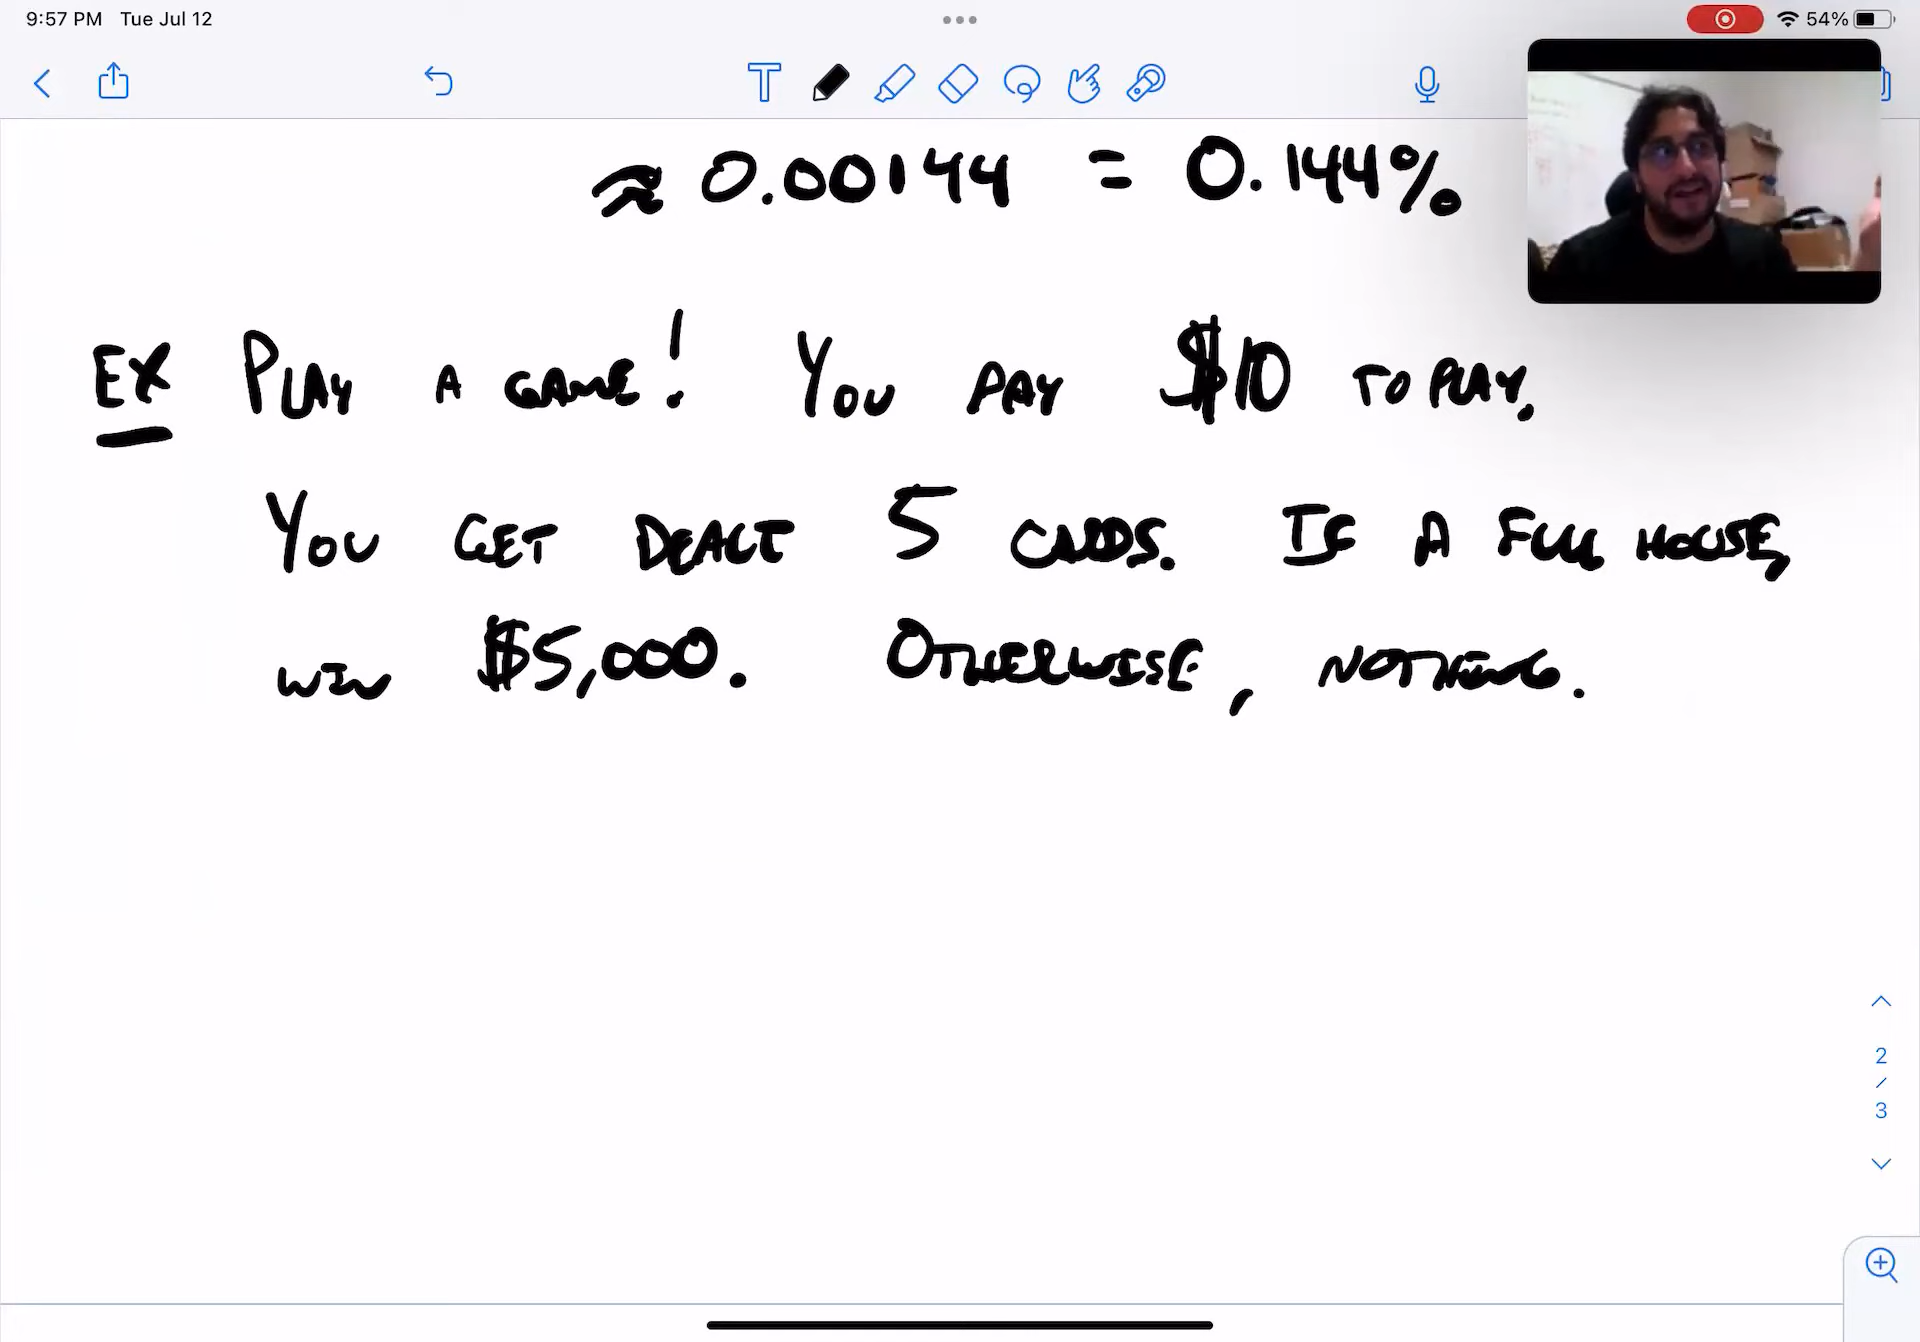 9:57 PM Tue Jul 12
54%
≈ 0.00144 = 0.144%
EX PLAY A GAME! YOU PAY $10 TO PLAY.
YOU GET DEALT 5 CARDS. IF A FULL HOUSE,
WIN $5,000. OTHERWISE, NOTHING.
2
/
3